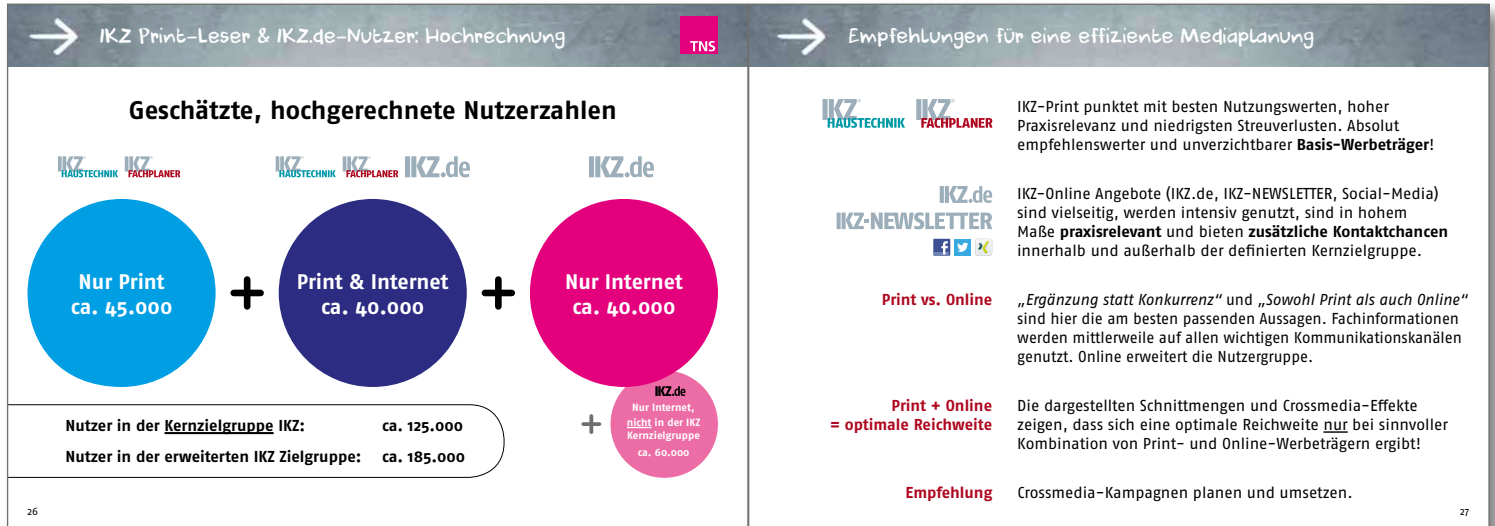 IKZ Print-Leser & IKZ.de-Nutzer: Hochrechnung
TNS
Geschätzte, hochgerechnete Nutzerzahlen
IKZ HAUSTECHNIK IKZ FACHPLANER
IKZ HAUSTECHNIK IKZ FACHPLANER IKZ.de
IKZ.de
Nur Print
ca. 45.000
+
Print & Internet
ca. 40.000
+
Nur Internet
ca. 40.000
+
IKZ.de
Nur Internet,
nicht in der IKZ
Kernzielgruppe
ca. 60.000
Nutzer in der Kernzielgruppe IKZ: ca. 125.000
Nutzer in der erweiterten IKZ Zielgruppe: ca. 185.000
26
Empfehlungen für eine effiziente Mediaplanung
IKZ HAUSTECHNIK IKZ FACHPLANER
IKZ-Print punktet mit besten Nutzungswerten, hoher
Praxisrelevanz und niedrigsten Streuverlusten. Absolut
empfehlenswerter und unverzichtbarer Basis-Werbeträger!
IKZ.de
IKZ-NEWSLETTER
IKZ-Online Angebote (IKZ.de, IKZ-NEWSLETTER, Social-Media)
sind vielseitig, werden intensiv genutzt, sind in hohem
Maße praxisrelevant und bieten zusätzliche Kontaktchancen
innerhalb und außerhalb der definierten Kernzielgruppe.
Print vs. Online
„Ergänzung statt Konkurrenz“ und „Sowohl Print als auch Online“
sind hier die am besten passenden Aussagen. Fachinformationen
werden mittlerweile auf allen wichtigen Kommunikationskanälen
genutzt. Online erweitert die Nutzergruppe.
Print + Online
= optimale Reichweite
Die dargestellten Schnittmengen und Crossmedia-Effekte
zeigen, dass sich eine optimale Reichweite nur bei sinnvoller
Kombination von Print- und Online-Werbeträgern ergibt!
Empfehlung
Crossmedia-Kampagnen planen und umsetzen.
27